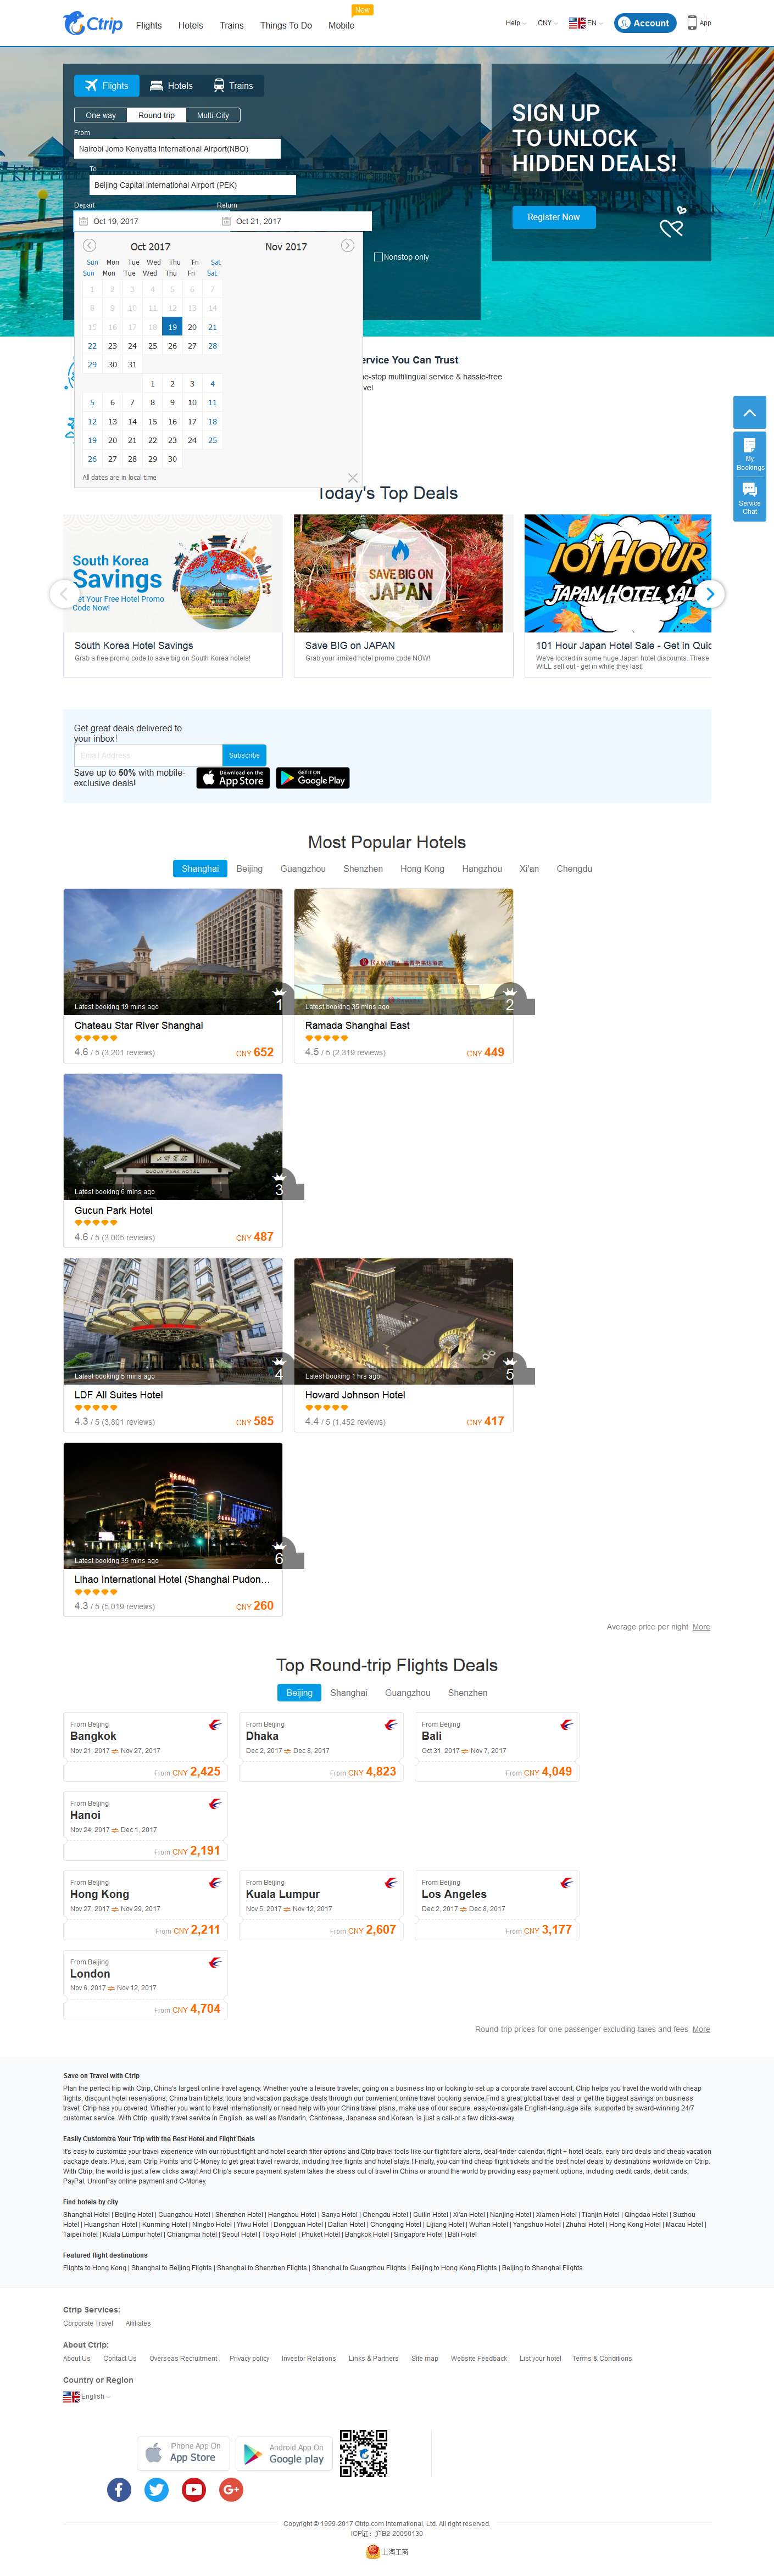 Ctrip
Flights Hotels Trains Things To Do Mobile New
Help CNY EN Account App
Flights Hotels Trains
One way Round trip Multi-City
From
Nairobi Jomo Kenyatta International Airport(NBO)
To
Beijing Capital International Airport (PEK)
Depart Return
Oct 19, 2017 Oct 21, 2017
Nonstop only
SIGN UP
TO UNLOCK
HIDDEN DEALS!
Register Now
Oct 2017 Nov 2017
Sun Mon Tue Wed Thu Fri Sat
Sun Mon Tue Wed Thu Fri Sat
1 2 3 4 5 6 7
8 9 10 11 12 13 14
15 16 17 18 19 20 21
22 23 24 25 26 27 28
29 30 31
1 2 3 4
5 6 7 8 9 10 11
12 13 14 15 16 17 18
19 20 21 22 23 24 25
26 27 28 29 30
All dates are in local time
ervice You Can Trust
e-stop multilingual service & hassle-free
vel
My
Bookings
Service
Chat
Today's Top Deals
South Korea
Savings
et Your Free Hotel Promo
Code Now!
South Korea Hotel Savings
Grab a free promo code to save big on South Korea hotels!
SAVE BIG ON
JAPAN
Save BIG on JAPAN
Grab your limited hotel promo code NOW!
101 HOUR
JAPAN HOTEL SAL
101 Hour Japan Hotel Sale - Get in Quic
We've locked in some huge Japan hotel discounts. These
WILL sell out - get in while they last!
Get great deals delivered to
your inbox!
Email Address Subscribe
Save up to 50% with mobile-
exclusive deals!
Download on the
App Store
GET IT ON
Google Play
Most Popular Hotels
Shanghai Beijing Guangzhou Shenzhen Hong Kong Hangzhou Xi'an Chengdu
Latest booking 19 mins ago 1
Chateau Star River Shanghai
4.6 / 5 (3,201 reviews) CNY 652
RAMADA
Latest booking 35 mins ago 2
Ramada Shanghai East
4.5 / 5 (2,319 reviews) CNY 449
GUCUN PARK HOTEL
Latest booking 6 mins ago 3
Gucun Park Hotel
4.6 / 5 (3,005 reviews) CNY 487
Latest booking 5 mins ago 4
LDF All Suites Hotel
4.3 / 5 (3,801 reviews) CNY 585
Latest booking 1 hrs ago 5
Howard Johnson Hotel
4.4 / 5 (1,452 reviews) CNY 417
Latest booking 35 mins ago 6
Lihao International Hotel (Shanghai Pudon...
4.3 / 5 (5,019 reviews) CNY 260
Average price per night More
Top Round-trip Flights Deals
Beijing Shanghai Guangzhou Shenzhen
From Beijing
Bangkok
Nov 21, 2017 ⇌ Nov 27, 2017
From CNY 2,425
From Beijing
Dhaka
Dec 2, 2017 ⇌ Dec 8, 2017
From CNY 4,823
From Beijing
Bali
Oct 31, 2017 ⇌ Nov 7, 2017
From CNY 4,049
From Beijing
Hanoi
Nov 24, 2017 ⇌ Dec 1, 2017
From CNY 2,191
From Beijing
Hong Kong
Nov 27, 2017 ⇌ Nov 29, 2017
From CNY 2,211
From Beijing
Kuala Lumpur
Nov 5, 2017 ⇌ Nov 12, 2017
From CNY 2,607
From Beijing
Los Angeles
Dec 2, 2017 ⇌ Dec 8, 2017
From CNY 3,177
From Beijing
London
Nov 6, 2017 ⇌ Nov 12, 2017
From CNY 4,704
Round-trip prices for one passenger excluding taxes and fees More
Save on Travel with Ctrip
Plan the perfect trip with Ctrip, China's largest online travel agency. Whether you're a leisure traveler, going on a business trip or looking to set up a corporate travel account, Ctrip helps you travel the world with cheap
flights, discount hotel reservations, China train tickets, tours and vacation package deals through our convenient online travel booking service.Find a great global travel deal or get the biggest savings on business
travel; Ctrip has you covered. Whether you want to travel internationally or need help with your China travel plans, make use of our secure, easy-to-navigate English-language site, supported by award-winning 24/7
customer service. With Ctrip, quality travel service in English, as well as Mandarin, Cantonese, Japanese and Korean, is just a call-or a few clicks-away.
Easily Customize Your Trip with the Best Hotel and Flight Deals
It's easy to customize your travel experience with our robust flight and hotel search filter options and Ctrip travel tools like our flight fare alerts, deal-finder calendar, flight + hotel deals, early bird deals and cheap vacation
package deals. Plus, earn Ctrip Points and C-Money to get great travel rewards, including free flights and hotel stays ! Finally, you can find cheap flight tickets and the best hotel deals by destinations worldwide on Ctrip.
With Ctrip, the world is just a few clicks away! And Ctrip's secure payment system takes the stress out of travel in China or around the world by providing easy payment options, including credit cards, debit cards,
PayPal, UnionPay online payment and C-Money.
Find hotels by city
Shanghai Hotel | Beijing Hotel | Guangzhou Hotel | Shenzhen Hotel | Hangzhou Hotel | Sanya Hotel | Chengdu Hotel | Guilin Hotel | Xi'an Hotel | Nanjing Hotel | Xiamen Hotel | Tianjin Hotel | Qingdao Hotel | Suzhou
Hotel | Huangshan Hotel | Kunming Hotel | Ningbo Hotel | Yiwu Hotel | Dongguan Hotel | Dalian Hotel | Chongqing Hotel | Lijiang Hotel | Wuhan Hotel | Yangshuo Hotel | Zhuhai Hotel | Hong Kong Hotel | Macau Hotel |
Taipei hotel | Kuala Lumpur hotel | Chiangmai hotel | Seoul Hotel | Tokyo Hotel | Phuket Hotel | Bangkok Hotel | Singapore Hotel | Bali Hotel
Featured flight destinations
Flights to Hong Kong | Shanghai to Beijing Flights | Shanghai to Shenzhen Flights | Shanghai to Guangzhou Flights | Beijing to Hong Kong Flights | Beijing to Shanghai Flights
Ctrip Services:
Corporate Travel Affiliates
About Ctrip:
About Us Contact Us Overseas Recruitment Privacy policy Investor Relations Links & Partners Site map Website Feedback List your hotel Terms & Conditions
Country or Region
English
iPhone App On
App Store
Android App On
Google play
Copyright © 1999-2017 Ctrip.com International, Ltd. All right reserved.
ICP证：沪B2-20050130
上海工商